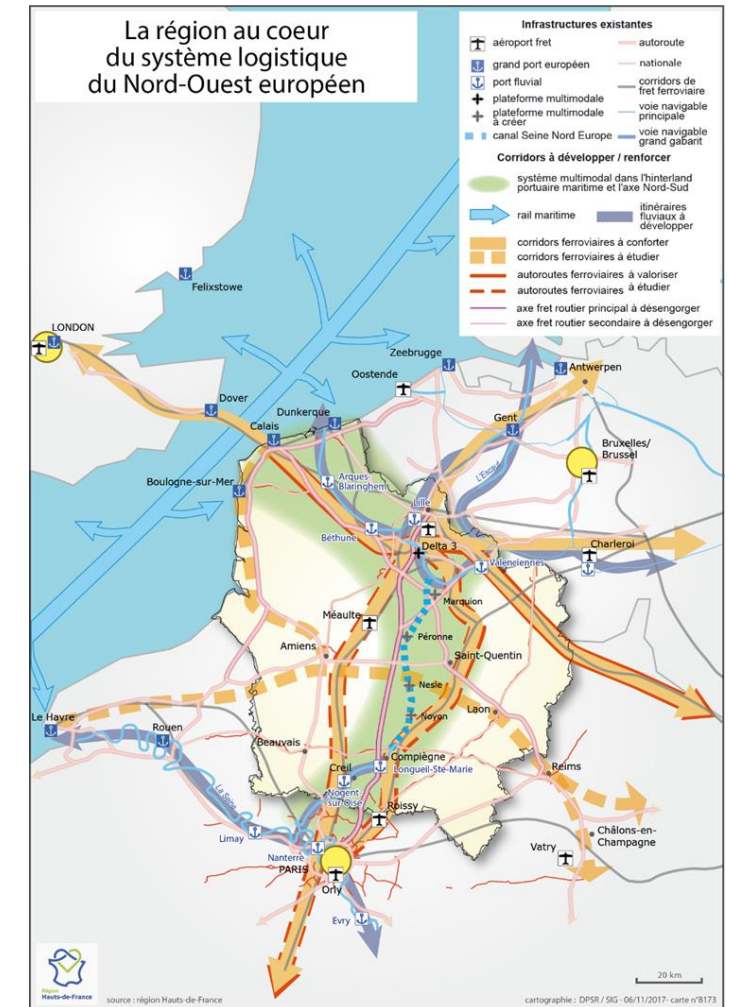 La région au coeur
du système logistique
du Nord-Ouest européen
Infrastructures existantes
aéroport fret
grand port européen
port fluvial
plateforme multimodale
plateforme multimodale
à créer
canal Seine Nord Europe
autoroute
nationale
corridors de
fret ferroviaire
voie navigable
principale
voie navigable
grand gabarit
Corridors à développer / renforcer
système multimodal dans l'hinterland
portuaire maritime et l'axe Nord-Sud
rail maritime
itinéraires
fluviaux à
développer
corridors ferroviaires à conforter
corridors ferroviaires à étudier
autoroutes ferroviaires à valoriser
autoroutes ferroviaires à étudier
axe fret routier principal à désengorger
axe fret routier secondaire à désengorger
Felixstowe
LONDON
Zeebrugge
Oostende
Antwerpen
Dover
Dunkerque
Gent
Calais
Bruxelles/
Brussel
L'Escaut
Boulogne-sur-Mer
Arques
Blaringhem
Lille
Béthune
Delta 3
Charleroi
Valenciennes
Marquion
Méaulte
Péronne
Amiens
Saint-Quentin
Nesle
Laon
Noyon
Le Havre
Rouen
Beauvais
Compiègne
Creil
Longueil-Ste-Marie
Reims
La Seine
Nogent-
sur-Oise
Roissy
Limay
Châlons-en-
Champagne
Vatry
Nanterre
PARIS
Orly
Evry
20 km
Région
Hauts-de-France
source : région Hauts-de-France
cartographie : DPSR / SIG - 06/11/2017- carte n°8173